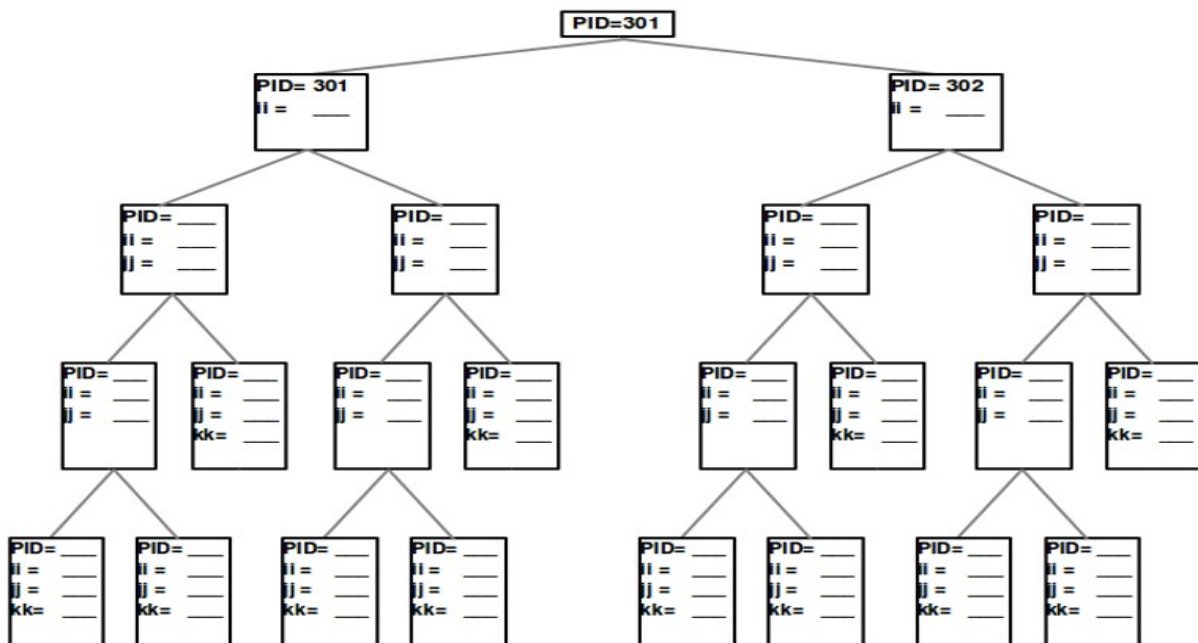 PID=301
PID= 301
ii = ___
PID= 302
ii = ___
PID= ___
ii = ___
jj = ___
PID= ___
ii = ___
jj = ___
PID= ___
ii = ___
jj = ___
PID= ___
ii = ___
jj = ___
PID= ___
ii = ___
jj = ___
PID= ___
ii = ___
jj = ___
kk= ___
PID= ___
ii = ___
jj = ___
PID= ___
ii = ___
jj = ___
kk= ___
PID= ___
ii = ___
jj = ___
PID= ___
ii = ___
jj = ___
kk= ___
PID= ___
ii = ___
jj = ___
PID= ___
ii = ___
jj = ___
kk= ___
PID= ___
ii = ___
jj = ___
kk= ___
PID= ___
ii = ___
jj = ___
kk= ___
PID= ___
ii = ___
jj = ___
kk= ___
PID= ___
ii = ___
jj = ___
kk= ___
PID= ___
ii = ___
jj = ___
kk= ___
PID= ___
ii = ___
jj = ___
kk= ___
PID= ___
ii = ___
jj = ___
kk= ___
PID= ___
ii = ___
jj = ___
kk= ___